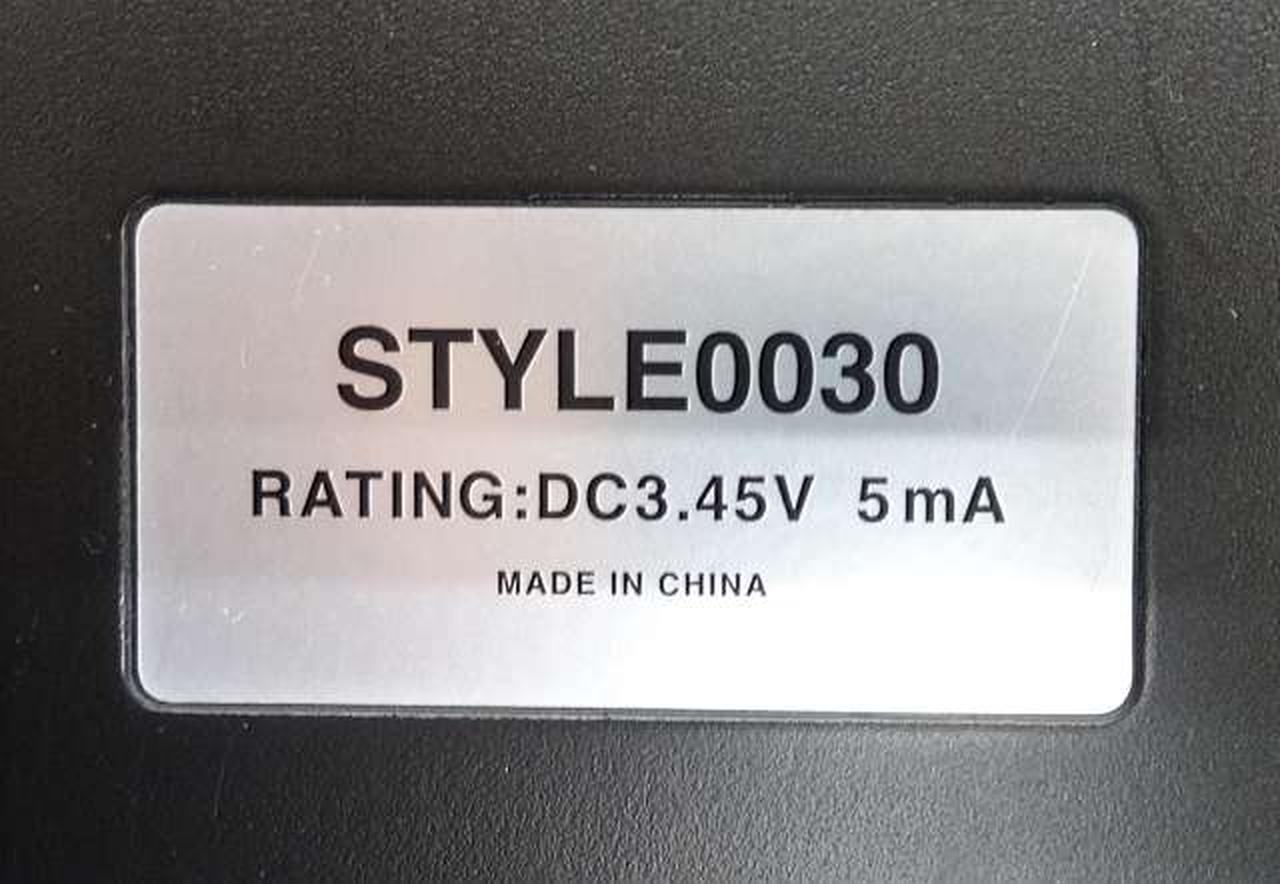 STYLE0030
RATING:DC3.45V 5mA
MADE IN CHINA